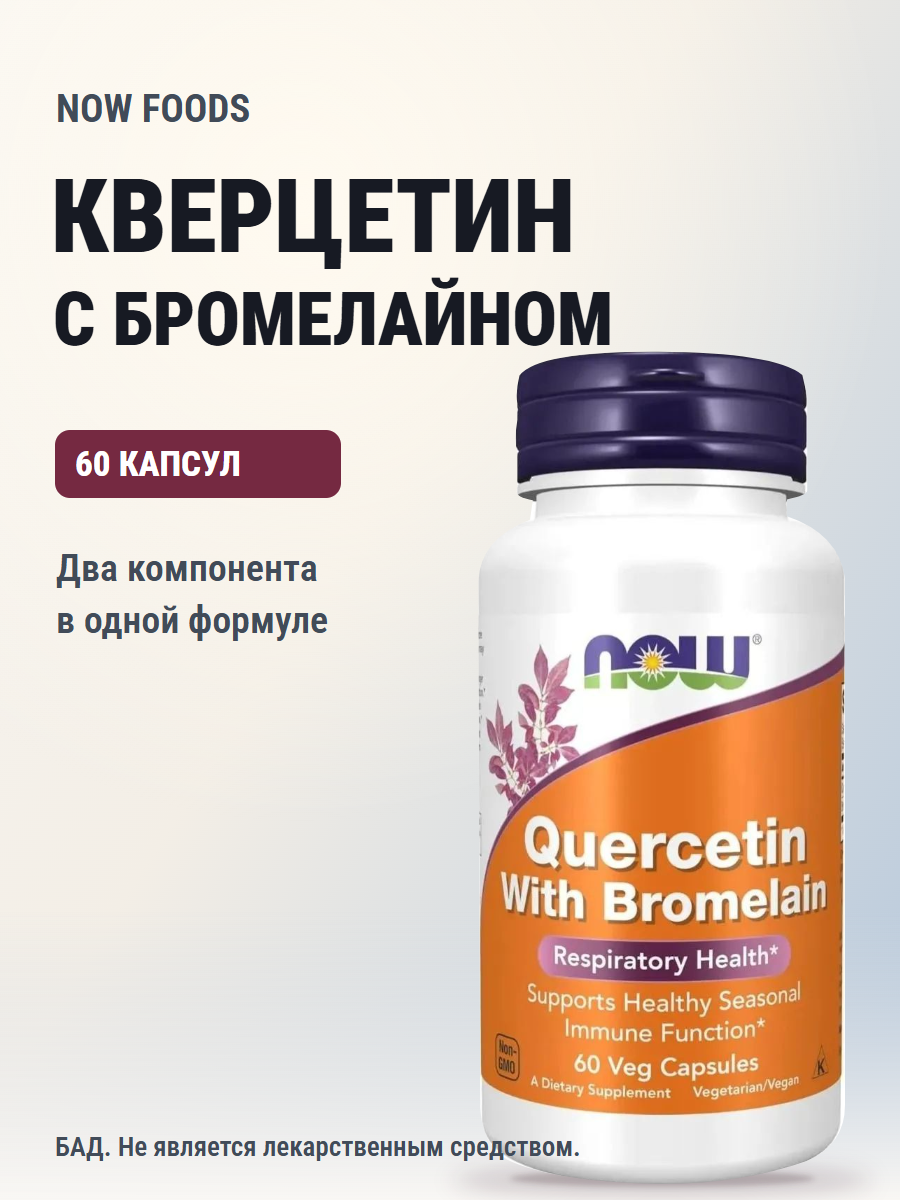 NOW FOODS
КВЕРЦЕТИН
С БРОМЕЛАЙНОМ
60 КАПСУЛ
Два компонента
в одной формуле
NOW®
Quercetin
With Bromelain
Respiratory Health*
Supports Healthy Seasonal
Immune Function*
Non-
GMO
60 Veg Capsules
A Dietary Supplement Vegetarian/Vegan
K
БАД. Не является лекарственным средством.